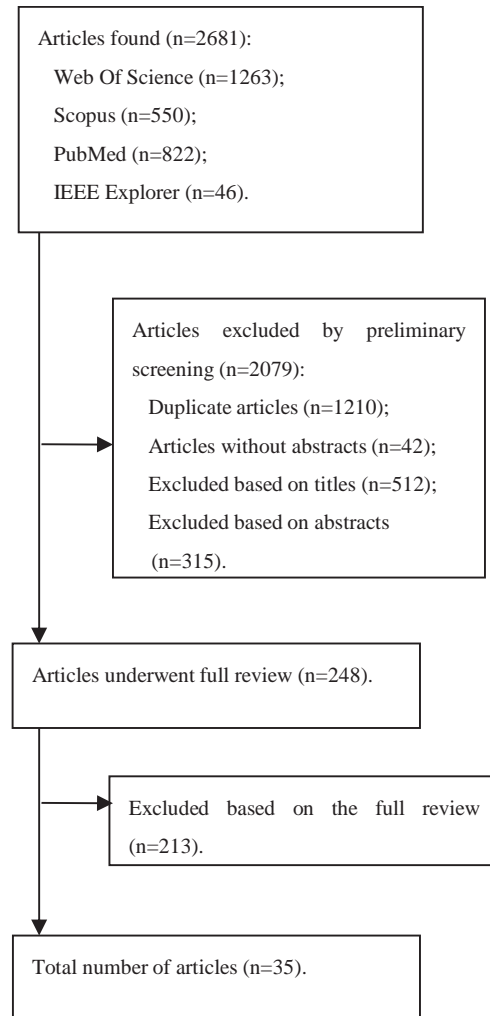 Articles found (n=2681):
Web Of Science (n=1263);
Scopus (n=550);
PubMed (n=822);
IEEE Explorer (n=46).
Articles excluded by preliminary
screening (n=2079):
Duplicate articles (n=1210);
Articles without abstracts (n=42);
Excluded based on titles (n=512);
Excluded based on abstracts
(n=315).
Articles underwent full review (n=248).
Excluded based on the full review
(n=213).
Total number of articles (n=35).